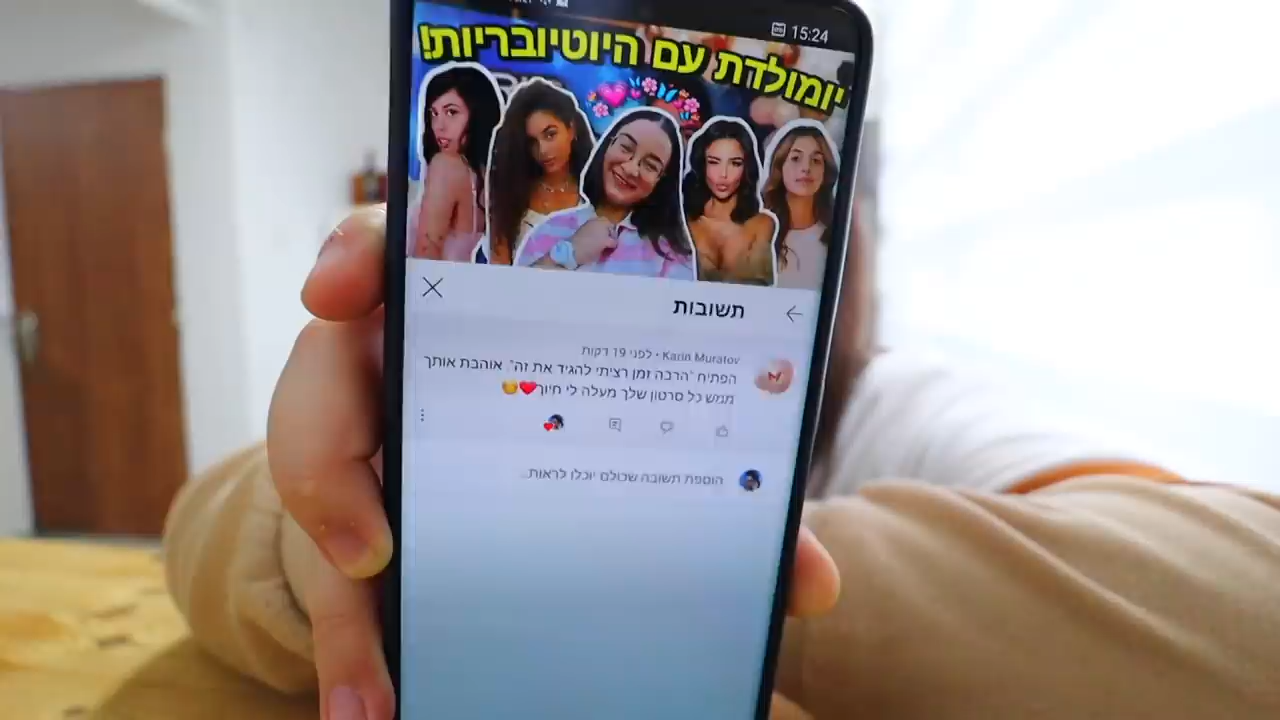 15:24
יומולדת עם היוטיובריות!
תשובות
Karin Muratov • לפני 19 דקות
הפתיח "הרבה זמן רציתי להגיד את זה". אוהבת אותך
ממש כל סרטון שלך מעלה לי חיוך❤️😊
הוספת תשובה שכולם יוכלו לראות...